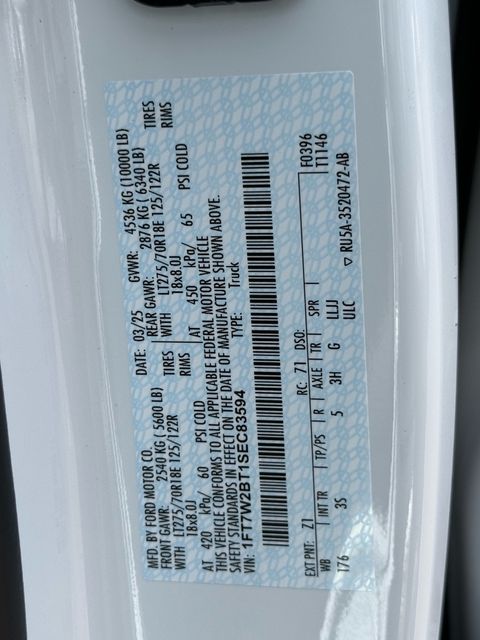 MFD. BY FORD MOTOR CO.
DATE: 03/25 GVWR: 4536 KG (10000 LB)
FRONT GAWR: 2540 KG ( 5600 LB) REAR GAWR: 2876 KG ( 6340 LB)
WITH LT275/70R18E 125/122R TIRES WITH LT275/70R18E 125/122R TIRES
18x8.0J RIMS 18x8.0J RIMS
AT 420 kPa/ 60 PSI COLD AT 450 kPa/ 65 PSI COLD
THIS VEHICLE CONFORMS TO ALL APPLICABLE FEDERAL MOTOR VEHICLE
SAFETY STANDARDS IN EFFECT ON THE DATE OF MANUFACTURE SHOWN ABOVE.
VIN: 1FT7W2BT1SEC83594 TYPE: Truck
F0396
T1146
EXT PNT: Z1 RC: 71 DSO:
WB INT TR TP/PS R AXLE TR SPR
176 3S 5 3H G LLJJ
ULC ▽ RU5A-3520472-AB